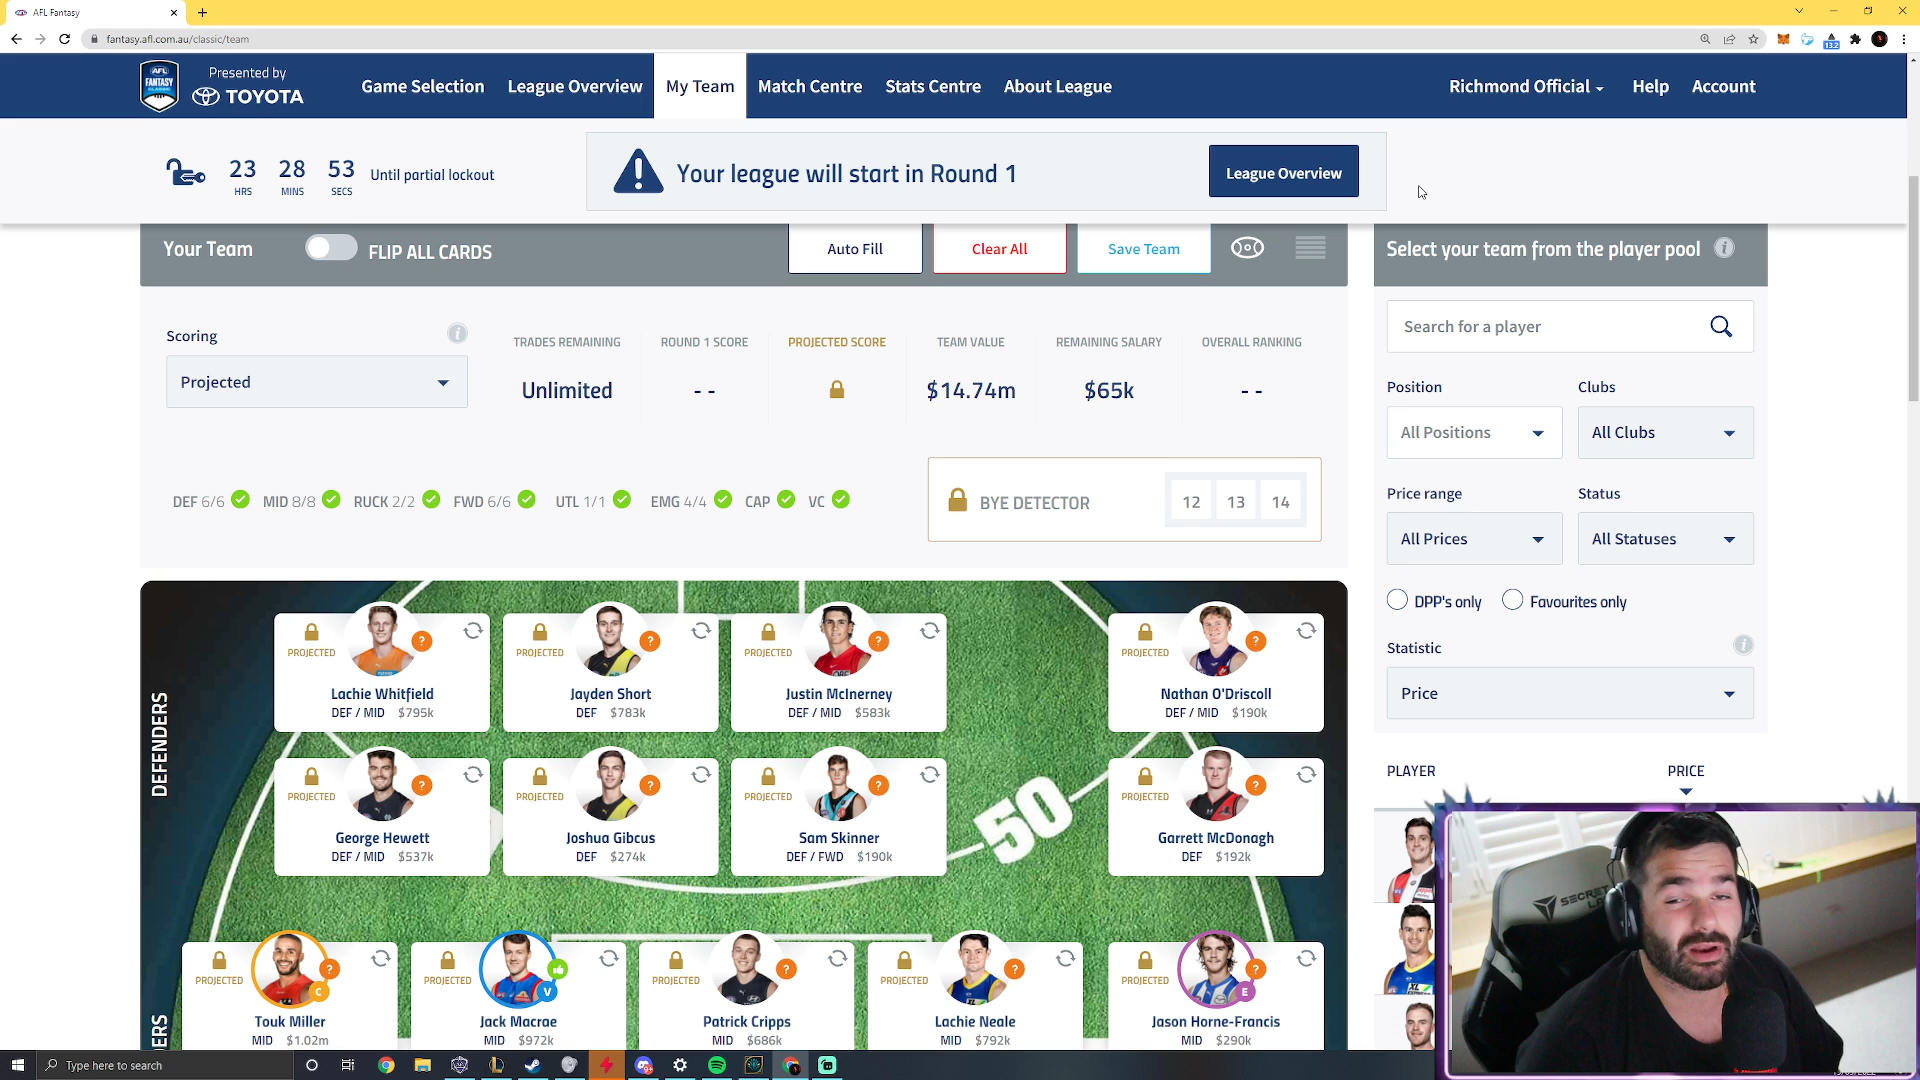 AFL Fantasy
fantasy.afl.com.au/classic/team
132
AFL
FANTASY
CLASSIC
Presented by
TOYOTA
Game Selection
League Overview
My Team
Match Centre
Stats Centre
About League
Richmond Official
Help
Account
23
HRS
28
MINS
53
SECS
Until partial lockout
Your league will start in Round 1
League Overview
Your Team
FLIP ALL CARDS
Auto Fill
Clear All
Save Team
Select your team from the player pool
Scoring
Projected
TRADES REMAINING
Unlimited
ROUND 1 SCORE
- -
PROJECTED SCORE
TEAM VALUE
$14.74m
REMAINING SALARY
$65k
OVERALL RANKING
- -
DEF 6/6
MID 8/8
RUCK 2/2
FWD 6/6
UTL 1/1
EMG 4/4
CAP
VC
BYE DETECTOR
12
13
14
Search for a player
Position
All Positions
Clubs
All Clubs
Price range
All Prices
Status
All Statuses
DPP's only
Favourites only
Statistic
Price
PLAYER
PRICE
DEFENDERS
50
PROJECTED
?
Lachie Whitfield
DEF / MID $795k
PROJECTED
?
Jayden Short
DEF $783k
PROJECTED
?
Justin McInerney
DEF / MID $583k
PROJECTED
?
Nathan O'Driscoll
DEF / MID $190k
PROJECTED
?
George Hewett
DEF / MID $537k
PROJECTED
?
Joshua Gibcus
DEF $274k
PROJECTED
?
Sam Skinner
DEF / FWD $190k
PROJECTED
?
Garrett McDonagh
DEF $192k
PROJECTED
?
C
Touk Miller
MID $1.02m
PROJECTED
V
Jack Macrae
MID $972k
PROJECTED
?
Patrick Cripps
MID $686k
PROJECTED
?
Lachie Neale
MID $792k
PROJECTED
?
E
Jason Horne-Francis
MID $290k
Type here to search